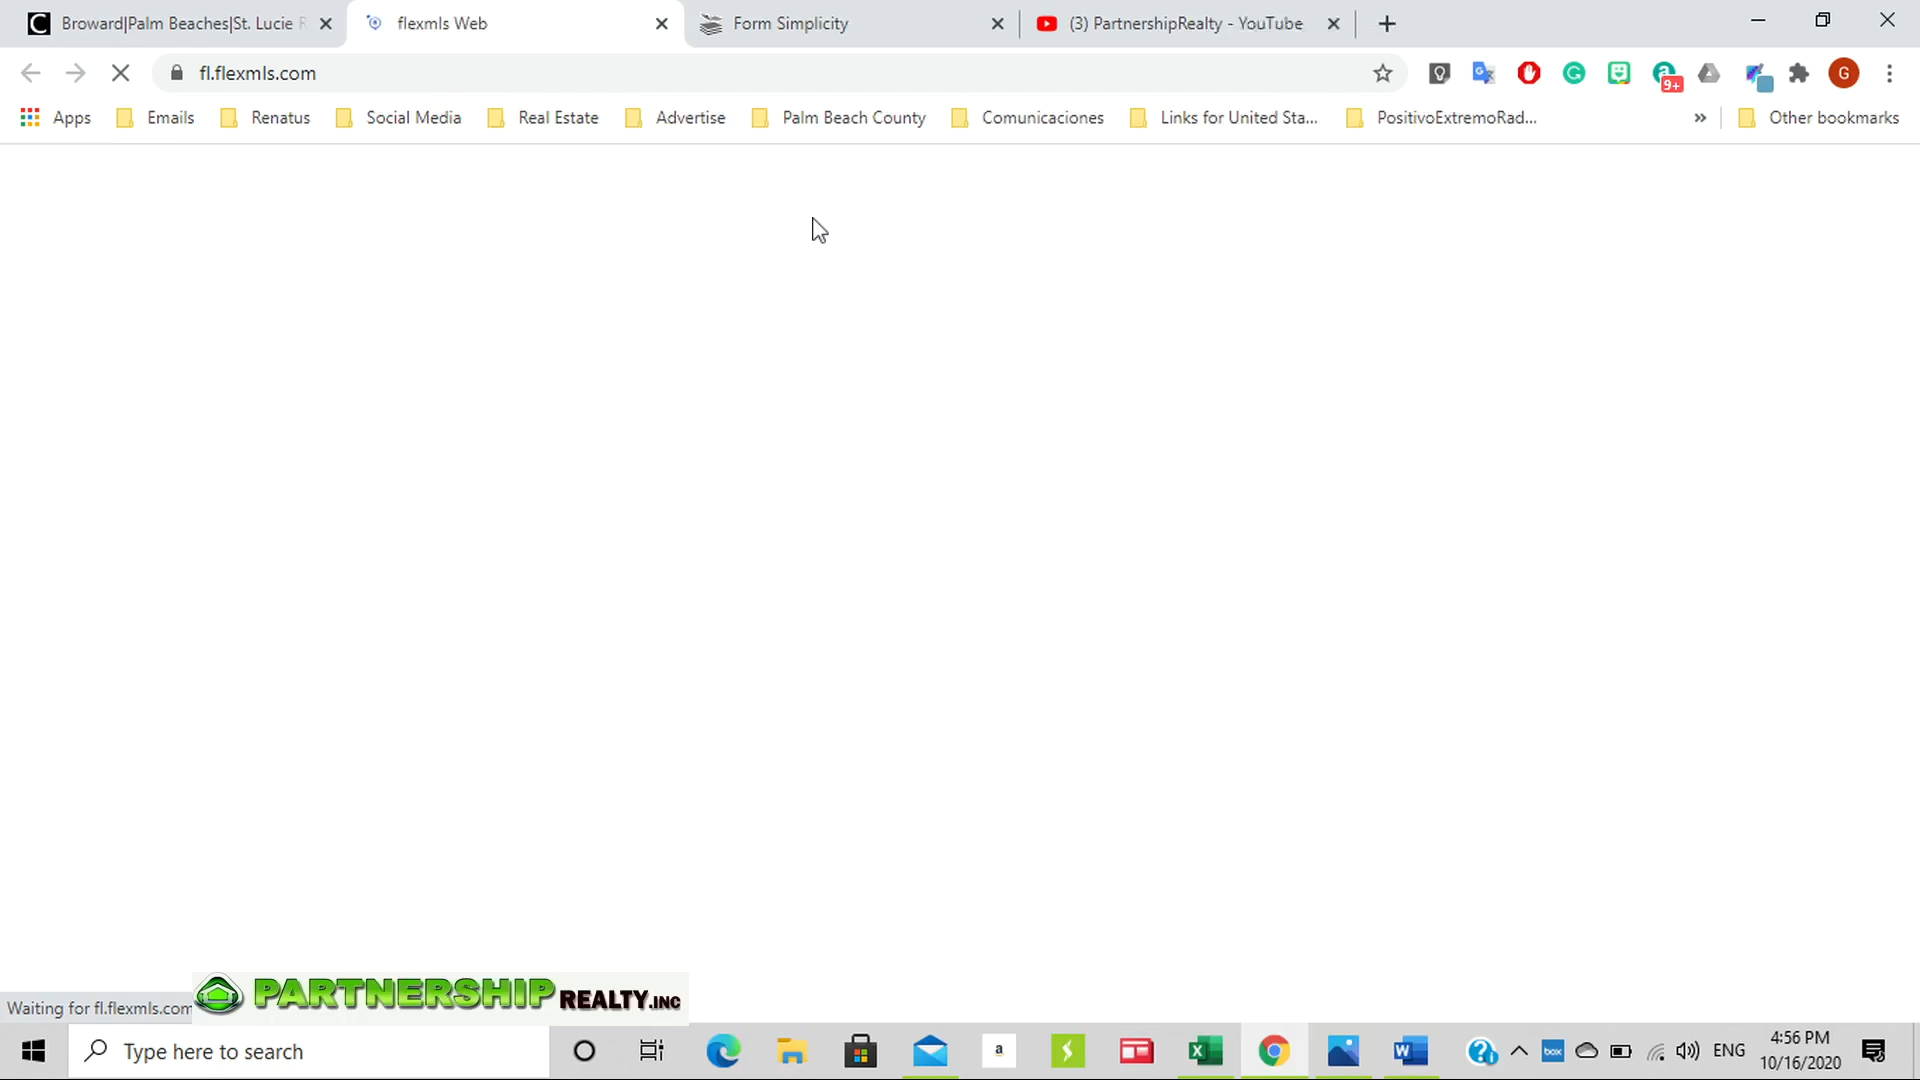 Broward|Palm Beaches|St. Lucie R
flexmls Web
Form Simplicity
(3) PartnershipRealty - YouTube
fl.flexmls.com
9+
G
Apps
Emails
Renatus
Social Media
Real Estate
Advertise
Palm Beach County
Comunicaciones
Links for United Sta...
PositivoExtremoRad...
»
Other bookmarks
Waiting for fl.flexmls.com
PARTNERSHIP REALTY.INC
Type here to search
a
box
ENG
4:56 PM
10/16/2020